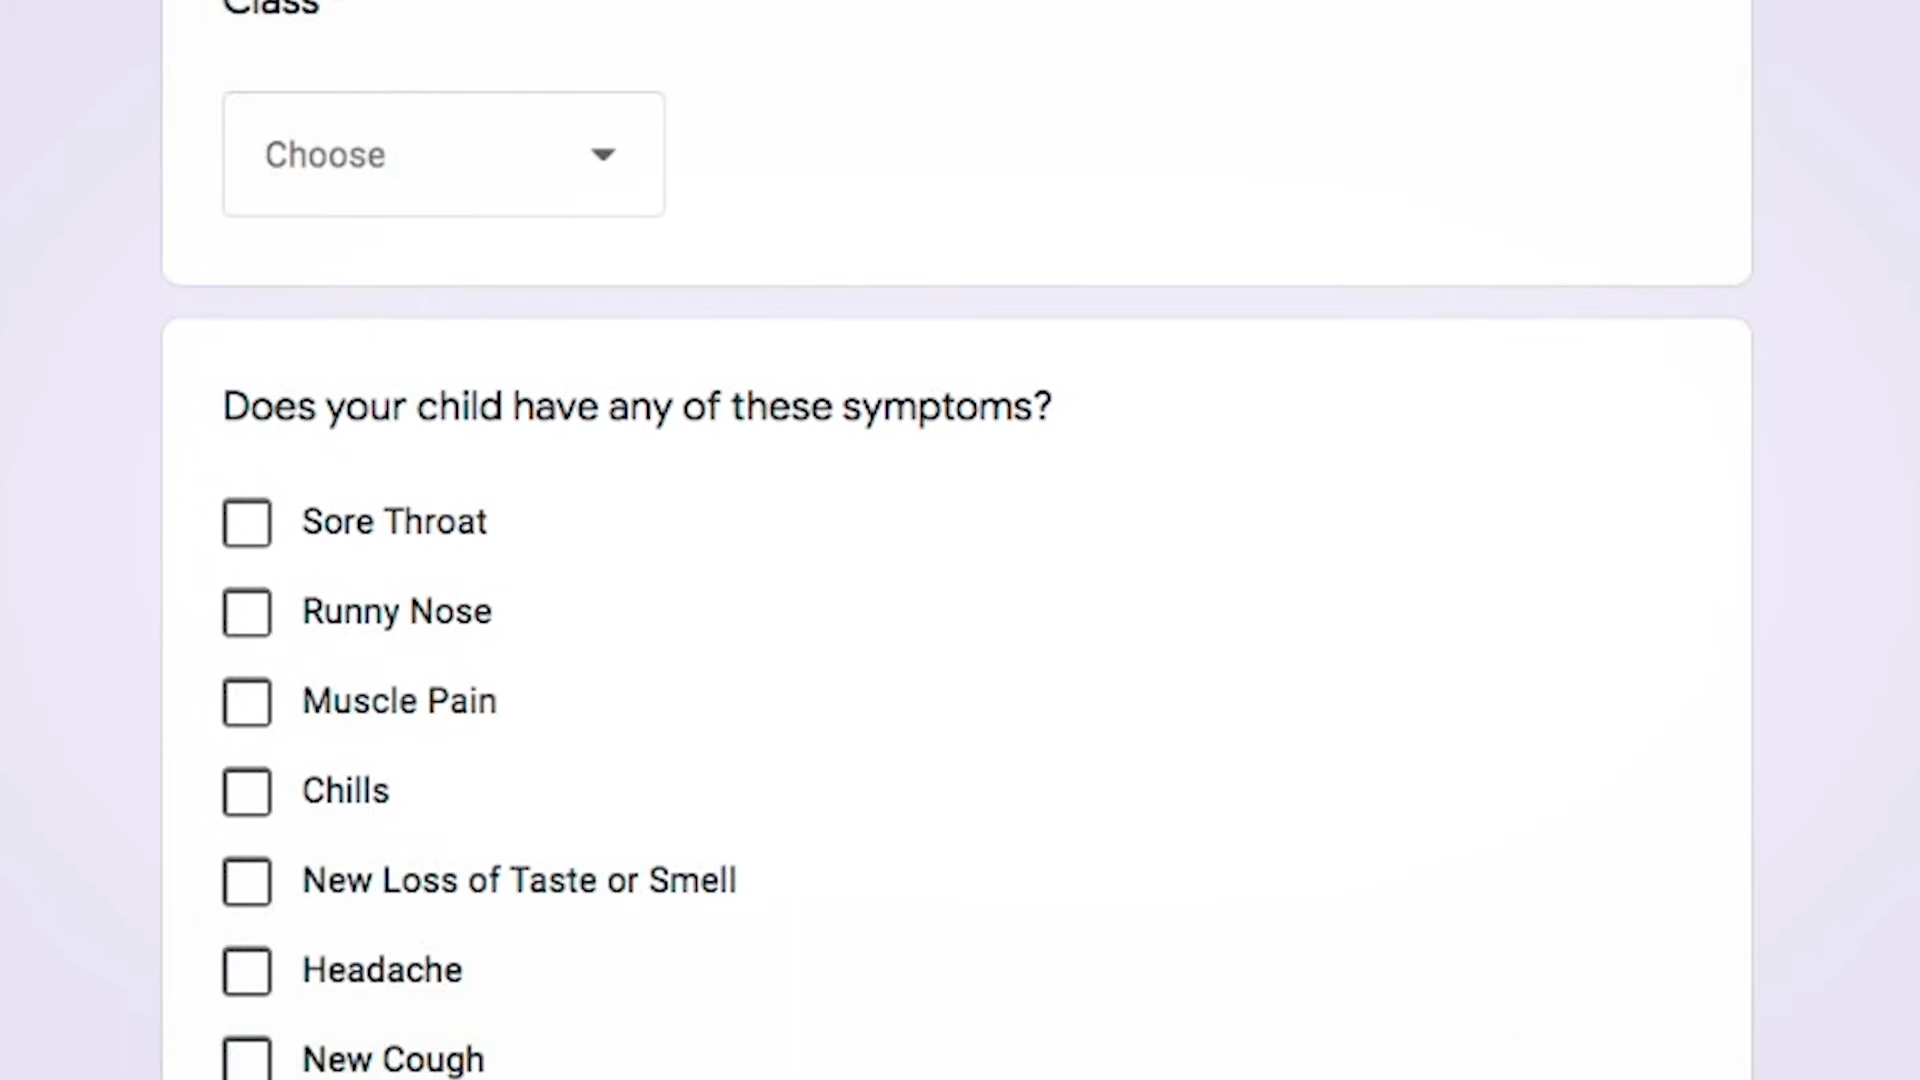 Class
Choose
Does your child have any of these symptoms?
Sore Throat
Runny Nose
Muscle Pain
Chills
New Loss of Taste or Smell
Headache
New Cough